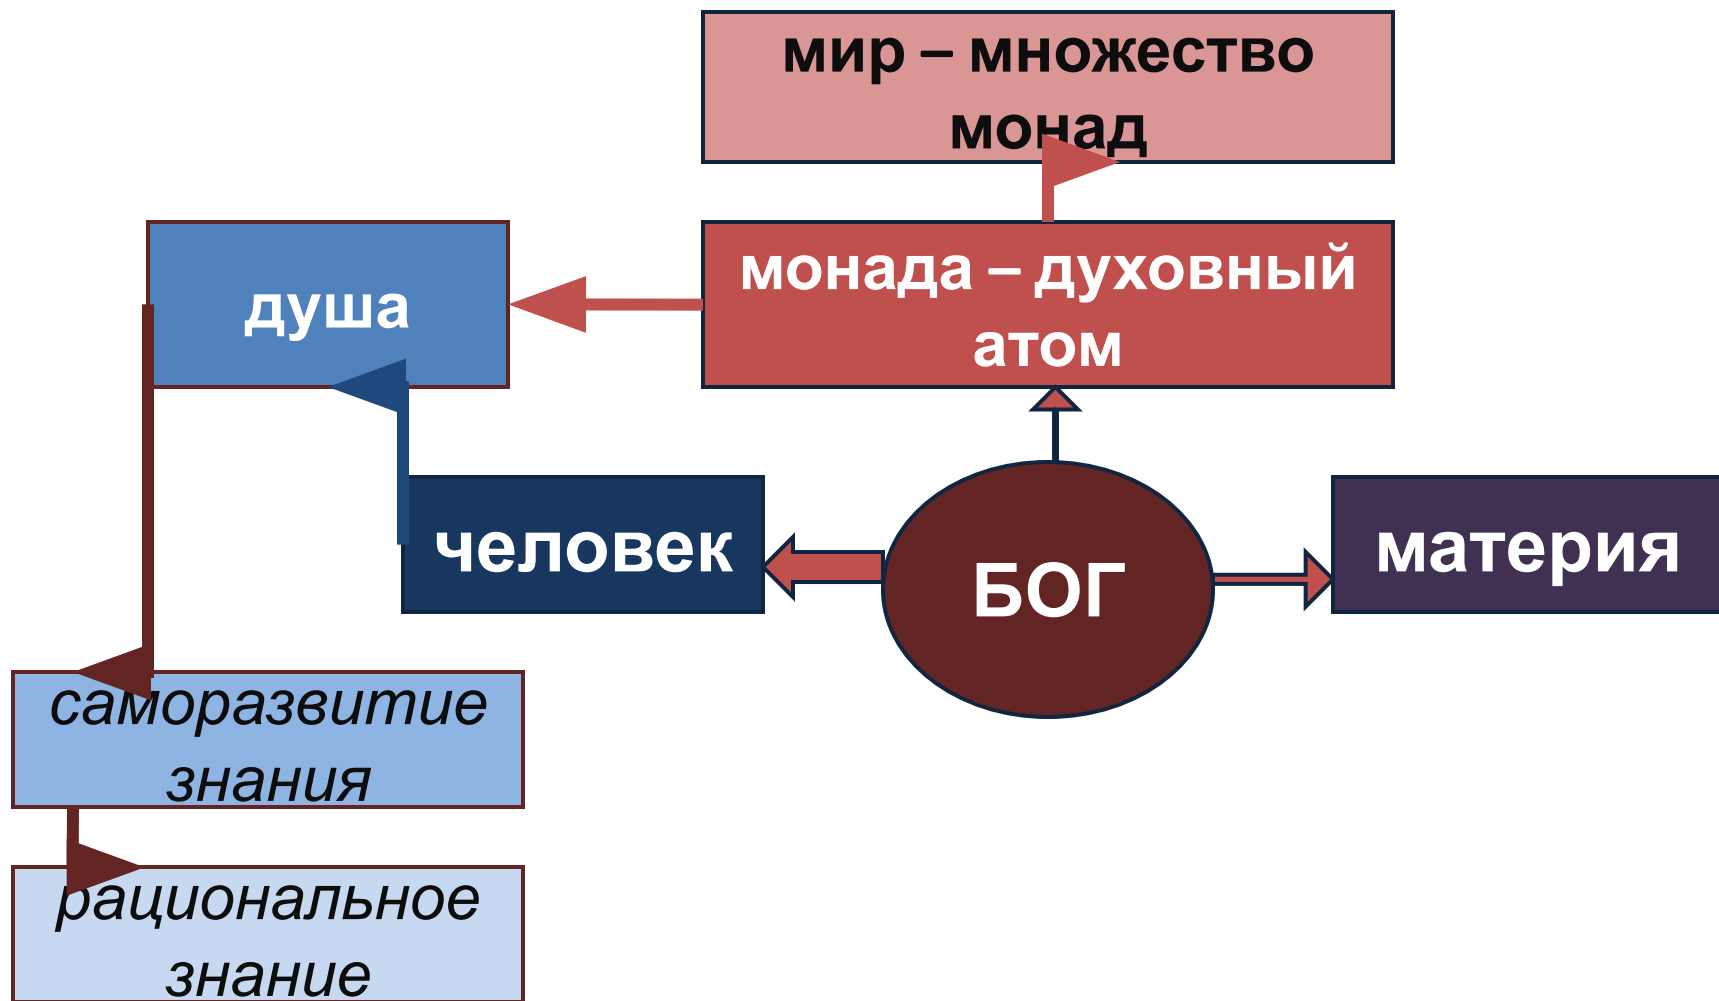 мир – множество
монад
душа
монада – духовный
атом
человек
БОГ
материя
саморазвитие
знания
рациональное
знание